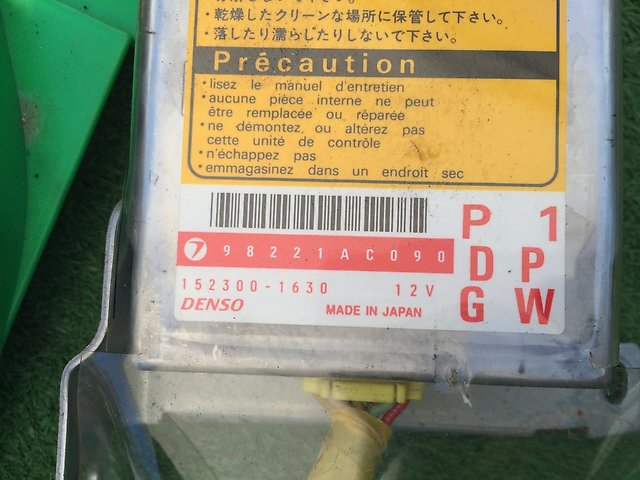 ・乾燥したクリーンな場所に保管して下さい。
・落したり濡らしたりしないで下さい。
Précaution
・lisez le manuel d'entretien
・aucune pièce interne ne peut
être remplacée ou réparée
・ne démontez, ou altérez pas
cette unité de contrôle
・n'échappez pas
・emmagasinez dans un endroit sec
P 1
7 98221AC090
D P
152300-1630 12V
G W
DENSO MADE IN JAPAN